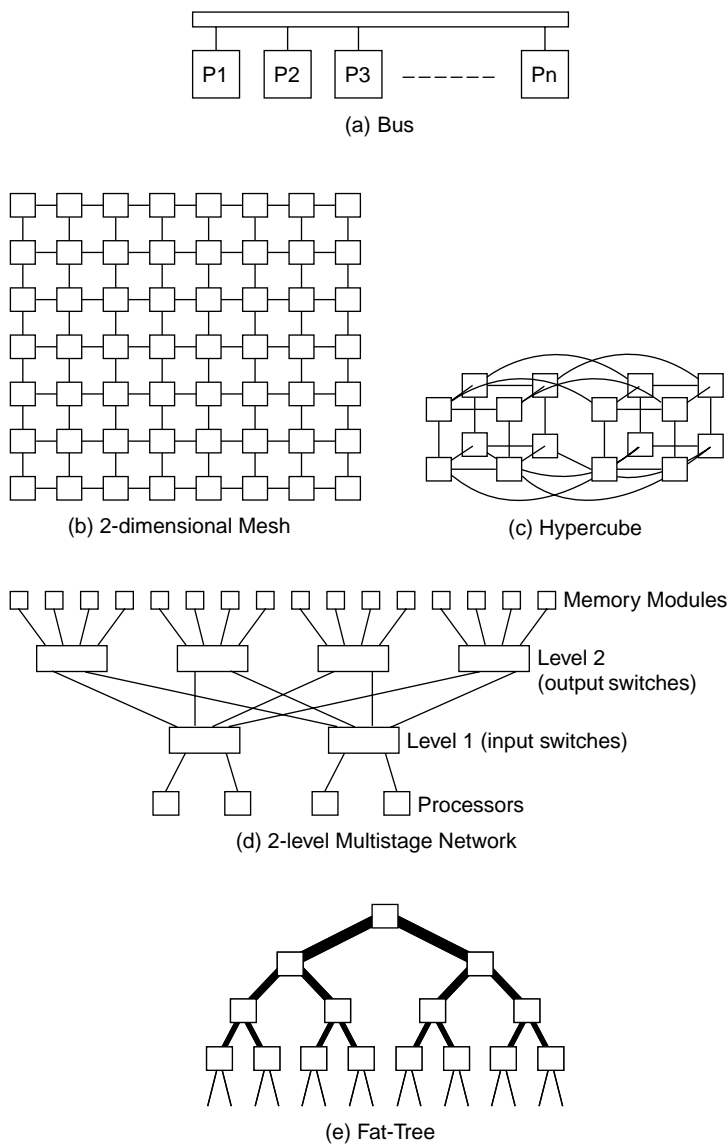 P1 P2 P3 Pn
(a) Bus
(b) 2-dimensional Mesh
(c) Hypercube
Memory Modules
Level 2
(output switches)
Level 1 (input switches)
Processors
(d) 2-level Multistage Network
(e) Fat-Tree